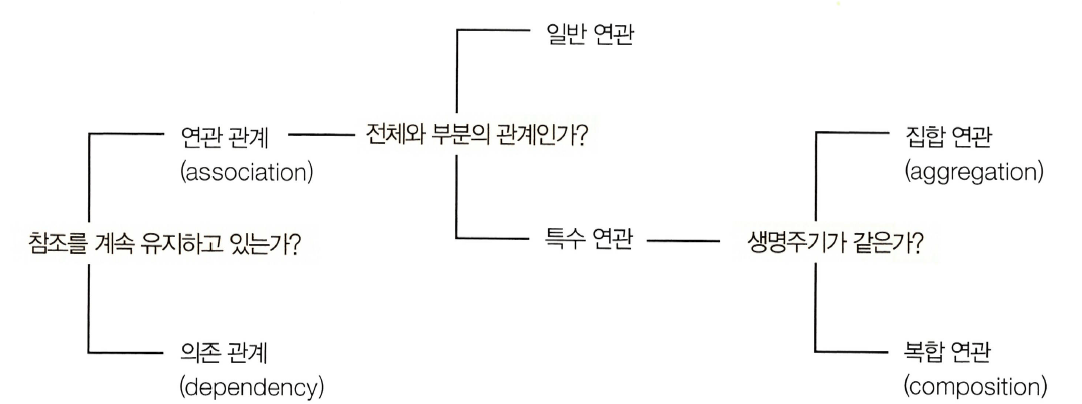 일반 연관
연관 관계
(association)
전체와 부분의 관계인가?
집합 연관
(aggregation)
참조를 계속 유지하고 있는가?
특수 연관
생명주기가 같은가?
의존 관계
(dependency)
복합 연관
(composition)